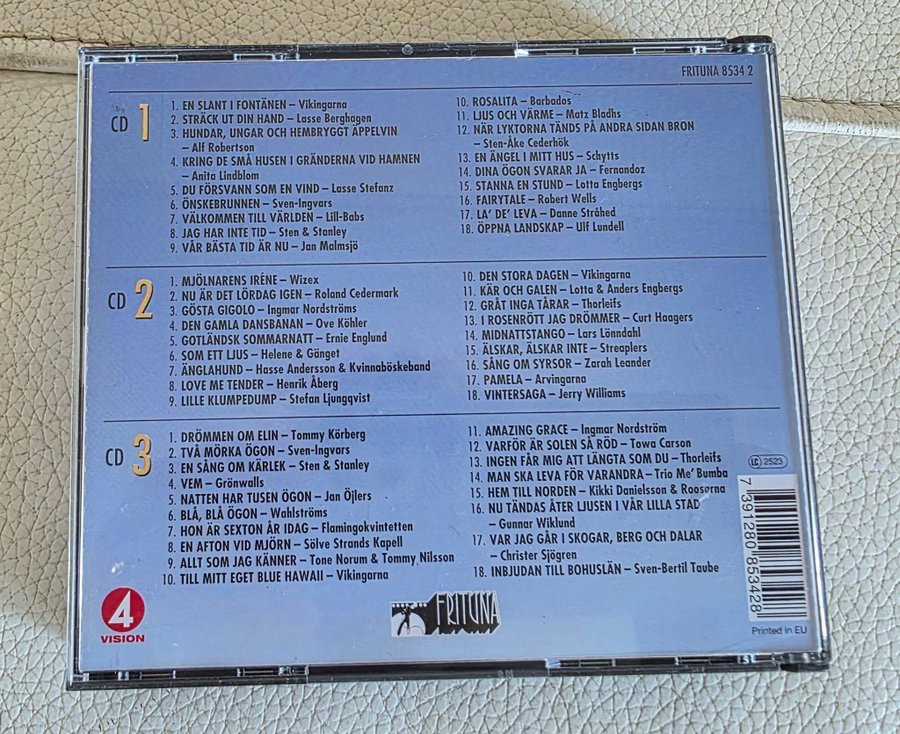 FRITUNA 8534 2
CD 1
1. EN SLANT I FONTÄNEN – Vikingarna
2. STRÄCK UT DIN HAND – Lasse Berghagen
3. HUNDAR, UNGAR OCH HEMBRYGGT ÄPPELVIN
– Alf Robertson
4. KRING DE SMÅ HUSEN I GRÄNDERNA VID HAMNEN
– Anita Lindblom
5. DU FÖRSVANN SOM EN VIND – Lasse Stefanz
6. ÖNSKEBRUNNEN – Sven-Ingvars
7. VÄLKOMMEN TILL VÄRLDEN – Lill-Babs
8. JAG HAR INTE TID – Sten & Stanley
9. VÅR BÄSTA TID ÄR NU – Jan Malmsjö
10. ROSALITA – Barbados
11. LJUS OCH VÄRME – Matz Bladhs
12. NÄR LYKTORNA TÄNDS PÅ ANDRA SIDAN BRON
– Sten-Åke Cederhök
13. EN ÄNGEL I MITT HUS – Schytts
14. DINA ÖGON SVARAR JA – Fernandoz
15. STANNA EN STUND – Lotta Engbergs
16. FAIRYTALE – Robert Wells
17. LA' DE' LEVA – Danne Stråhed
18. ÖPPNA LANDSKAP – Ulf Lundell
CD 2
1. MJÖLNARENS IRÉNE – Wizex
2. NU ÄR DET LÖRDAG IGEN – Roland Cedermark
3. GÖSTA GIGOLO – Ingmar Nordströms
4. DEN GAMLA DANSBANAN – Ove Köhler
5. GOTLÄNDSK SOMMARNATT – Ernie Englund
6. SOM ETT LJUS – Helene & Gänget
7. ÄNGLAHUND – Hasse Andersson & Kvinnaböskeband
8. LOVE ME TENDER – Henrik Åberg
9. LILLE KLUMPEDUMP – Stefan Ljungqvist
10. DEN STORA DAGEN – Vikingarna
11. KÄR OCH GALEN – Lotta & Anders Engbergs
12. GRÅT INGA TÅRAR – Thorleifs
13. I ROSENRÖTT JAG DRÖMMER – Curt Haagers
14. MIDNATTSTANGO – Lars Lönndahl
15. ÄLSKAR, ÄLSKAR INTE – Streaplers
16. SÅNG OM SYRSOR – Zarah Leander
17. PAMELA – Arvingarna
18. VINTERSAGA – Jerry Williams
CD 3
1. DRÖMMEN OM ELIN – Tommy Körberg
2. TVÅ MÖRKA ÖGON – Sven-Ingvars
3. EN SÅNG OM KÄRLEK – Sten & Stanley
4. VEM – Grönwalls
5. NATTEN HAR TUSEN ÖGON – Jan Öjlers
6. BLÅ, BLÅ ÖGON – Wahlströms
7. HON ÄR SEXTON ÅR IDAG – Flamingokvintetten
8. EN AFTON VID MJÖRN – Sölve Strands Kapell
9. ALLT SOM JAG KÄNNER – Tone Norum & Tommy Nilsson
10. TILL MITT EGET BLUE HAWAII – Vikingarna
11. AMAZING GRACE – Ingmar Nordström
12. VARFÖR ÄR SOLEN SÅ RÖD – Towa Carson
13. INGEN FÅR MIG ATT LÄNGTA SOM DU – Thorleifs
14. MAN SKA LEVA FÖR VARANDRA – Trio Me' Bumba
15. HEM TILL NORDEN – Kikki Danielsson & Roosarna
16. NU TÄNDAS ÅTER LJUSEN I VÅR LILLA STAD
– Gunnar Wiklund
17. VAR JAG GÅR I SKOGAR, BERG OCH DALAR
– Christer Sjögren
18. INBJUDAN TILL BOHUSLÄN – Sven-Bertil Taube
LC 2523
7 391280 853428
Printed in EU
4
VISION
FRITUNA